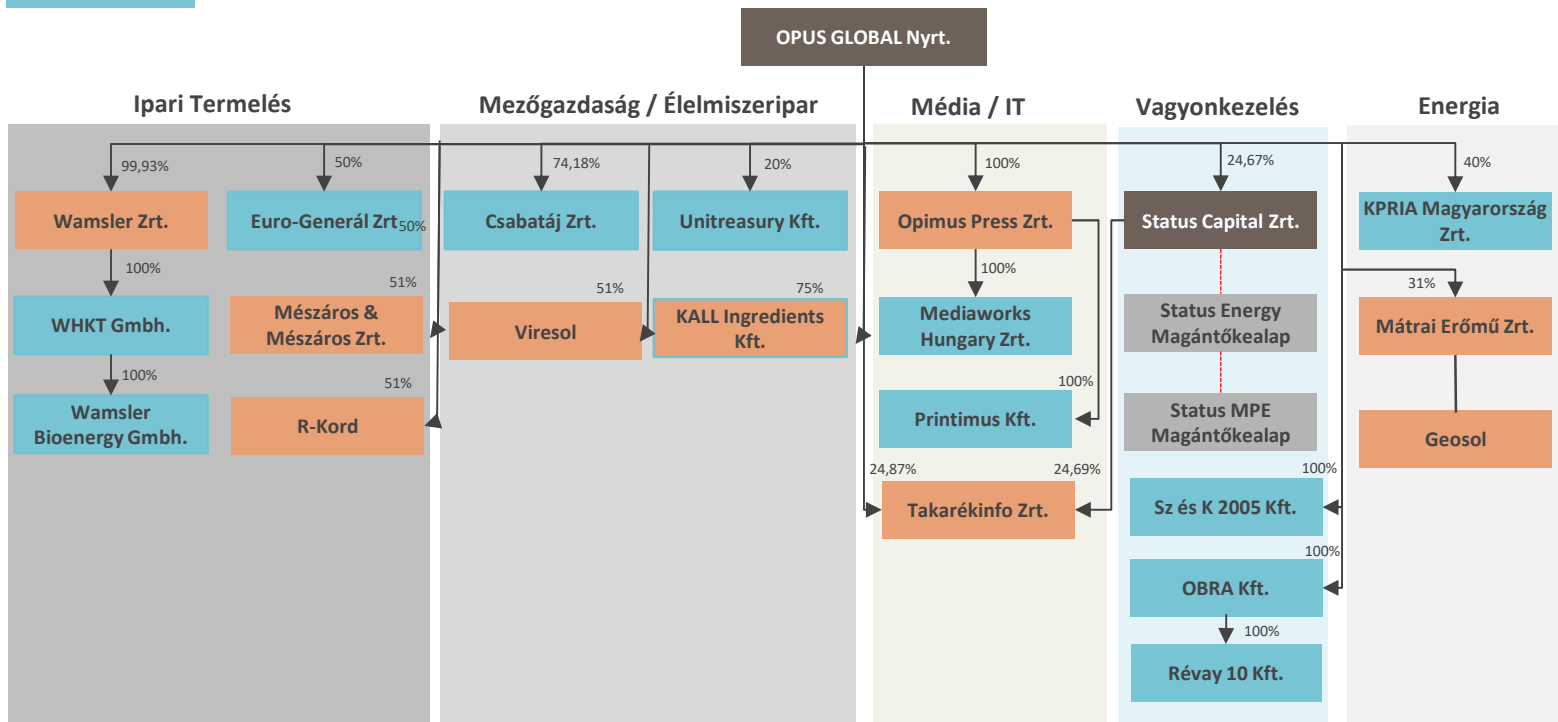 OPUS GLOBAL Nyrt.
Ipari Termelés
Mezőgazdaság / Élelmiszeripar
Média / IT
Vagyonkezelés
Energia
99,93%
50%
74,18%
20%
100%
24,67%
40%
Wamsler Zrt.
Euro-Generál Zrt.
50%
Csabatáj Zrt.
Unitreasury Kft.
Opimus Press Zrt.
Status Capital Zrt.
KPRIA Magyarország
Zrt.
100%
51%
51%
75%
100%
31%
WHKT Gmbh.
Mészáros &
Mészáros Zrt.
Viresol
KALL Ingredients
Kft.
Mediaworks
Hungary Zrt.
Status Energy
Magántőkealap
Mátrai Erőmű Zrt.
100%
51%
100%
Wamsler
Bioenergy Gmbh.
R-Kord
Printimus Kft.
Status MPE
Magántőkealap
Geosol
24,87%
24,69%
100%
Takarékinfo Zrt.
Sz és K 2005 Kft.
100%
OBRA Kft.
100%
Révay 10 Kft.